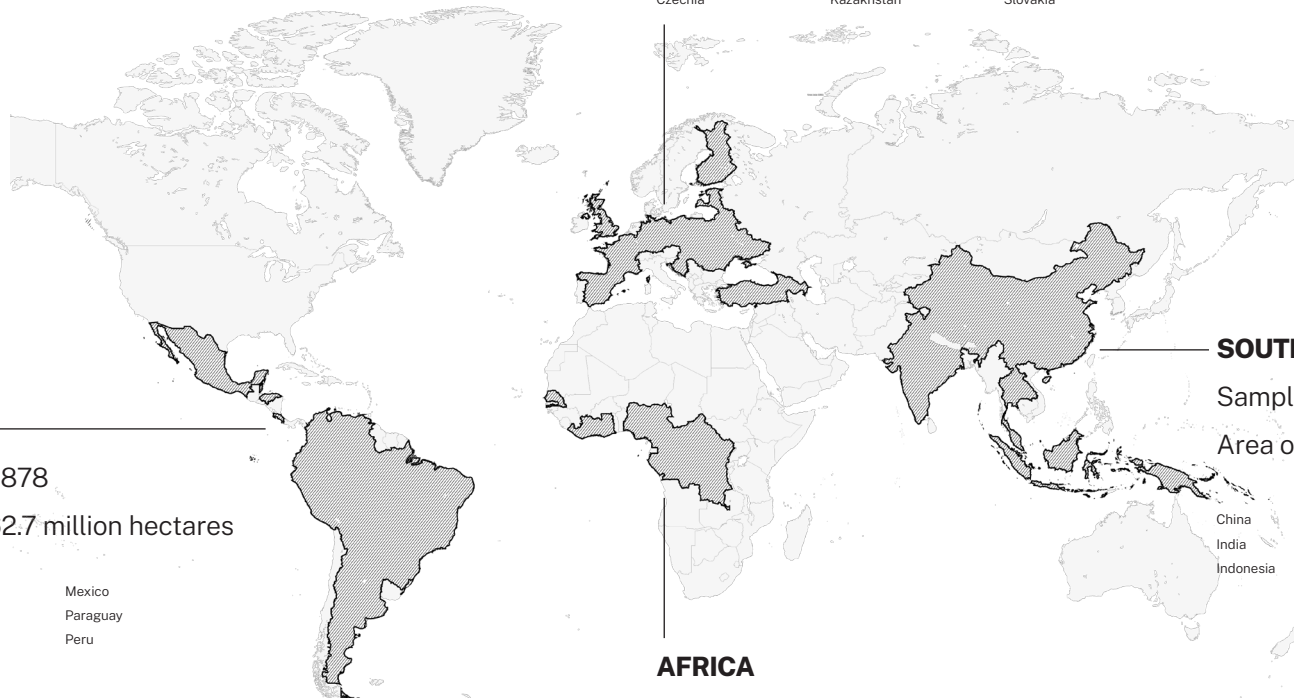 Czechia
Kazakhstan
Slovakia
SOUTH
Sampl
Area o
878
2.7 million hectares
China
India
Indonesia
Mexico
Paraguay
Peru
AFRICA